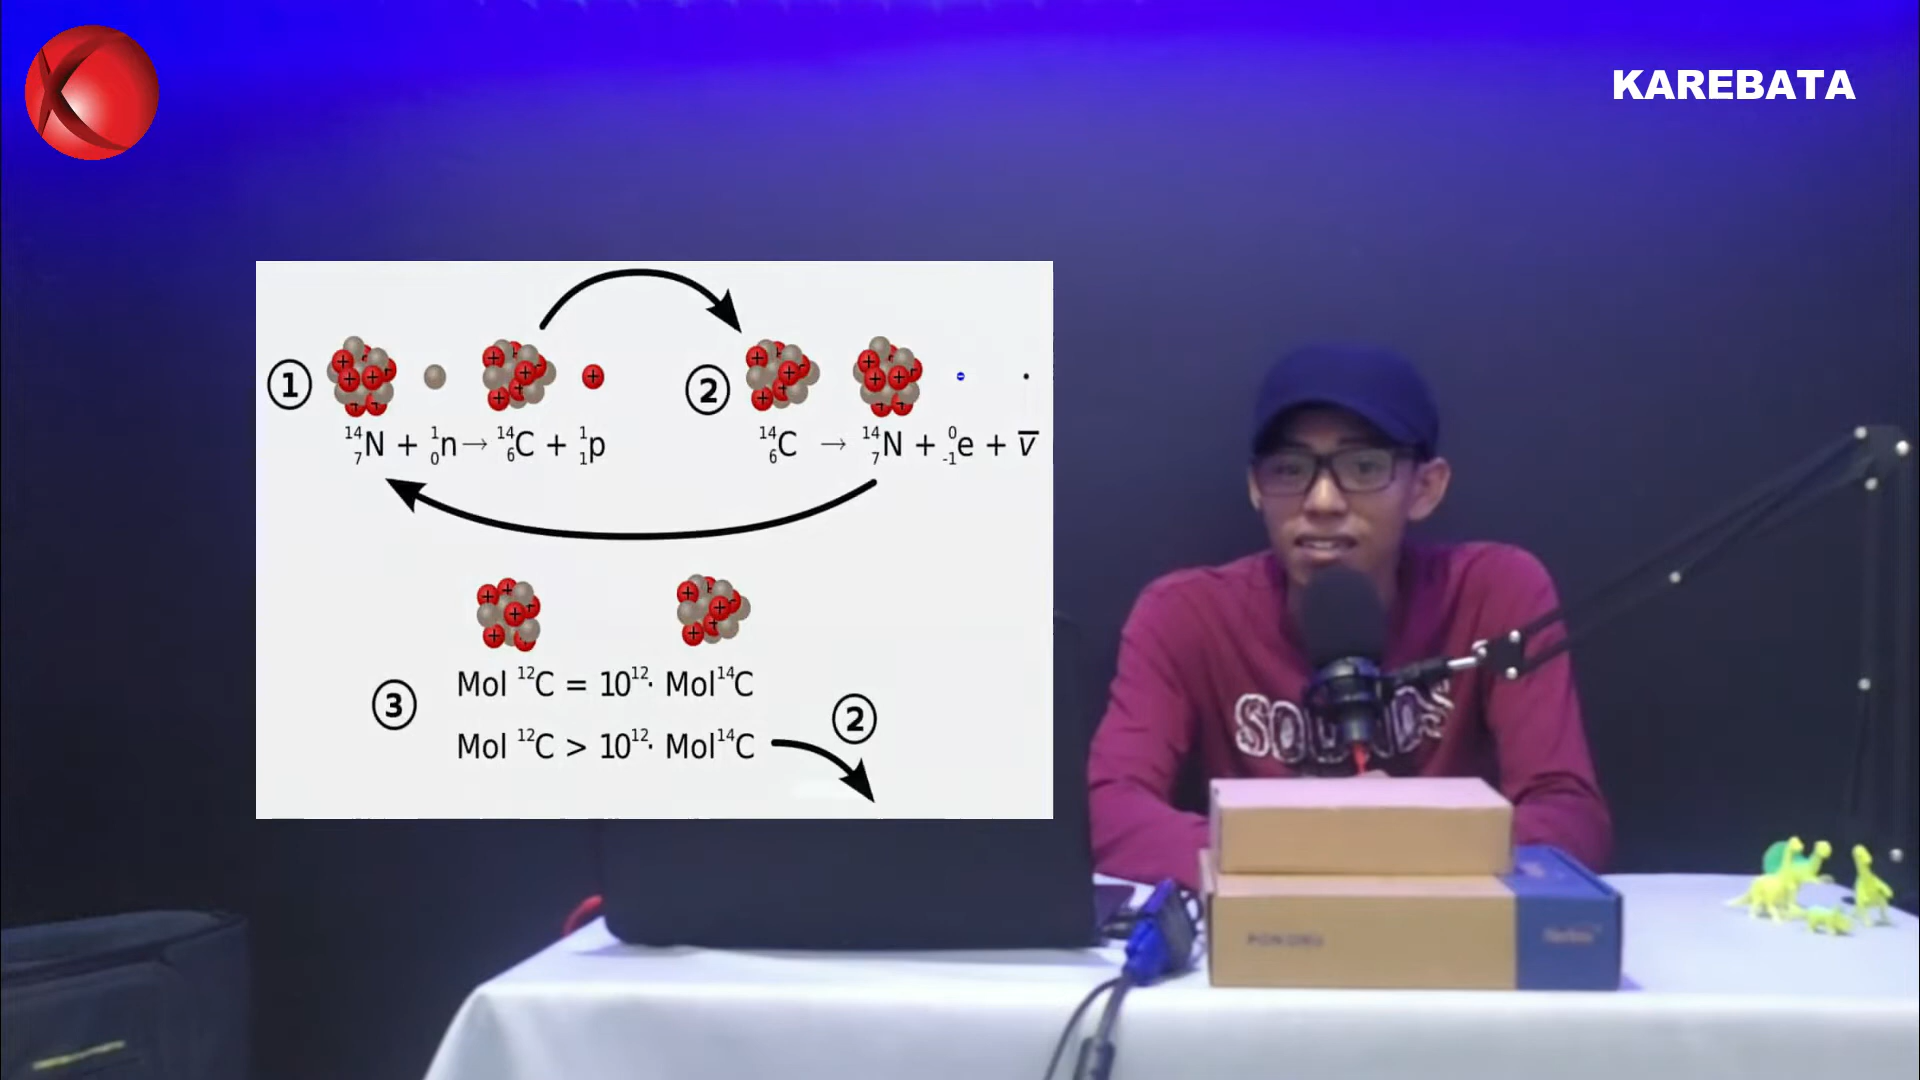 KAREBATA
① ¹⁴₇N + ¹₀n → ¹⁴₆C + ¹₁p
② ¹⁴₆C → ¹⁴₇N + ⁰₋₁e + v̅
③ Mol ¹²C = 10¹²· Mol¹⁴C
Mol ¹²C > 10¹²· Mol¹⁴C ②
SOUNDS